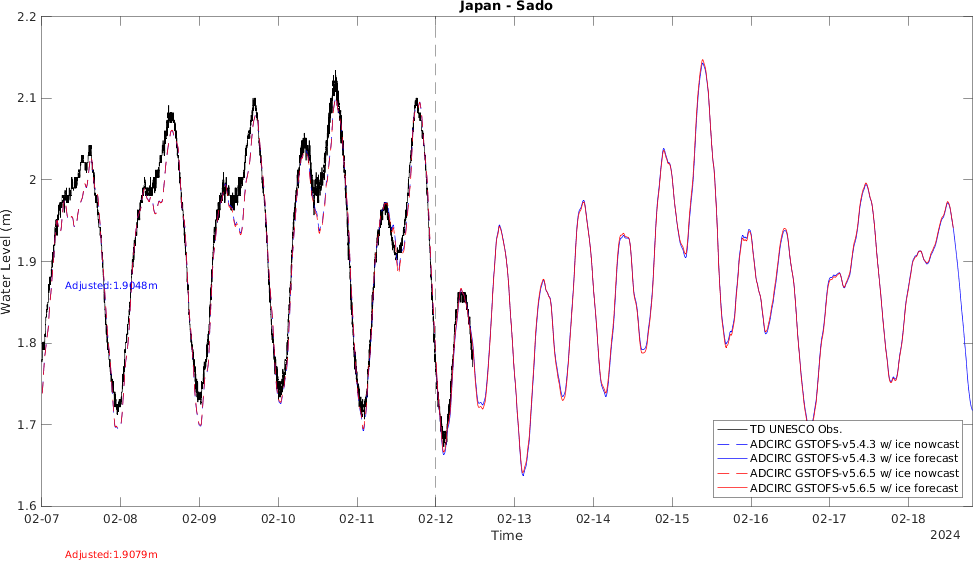 Japan - Sado
2.2
2.1
2
1.9
1.8
1.7
1.6
Water Level (m)
Adjusted:1.9048m
TD UNESCO Obs.
ADCIRC GSTOFS-v5.4.3 w/ ice nowcast
ADCIRC GSTOFS-v5.4.3 w/ ice forecast
ADCIRC GSTOFS-v5.6.5 w/ ice nowcast
ADCIRC GSTOFS-v5.6.5 w/ ice forecast
02-07 02-08 02-09 02-10 02-11 02-12 02-13 02-14 02-15 02-16 02-17 02-18
Time
2024
Adjusted:1.9079m